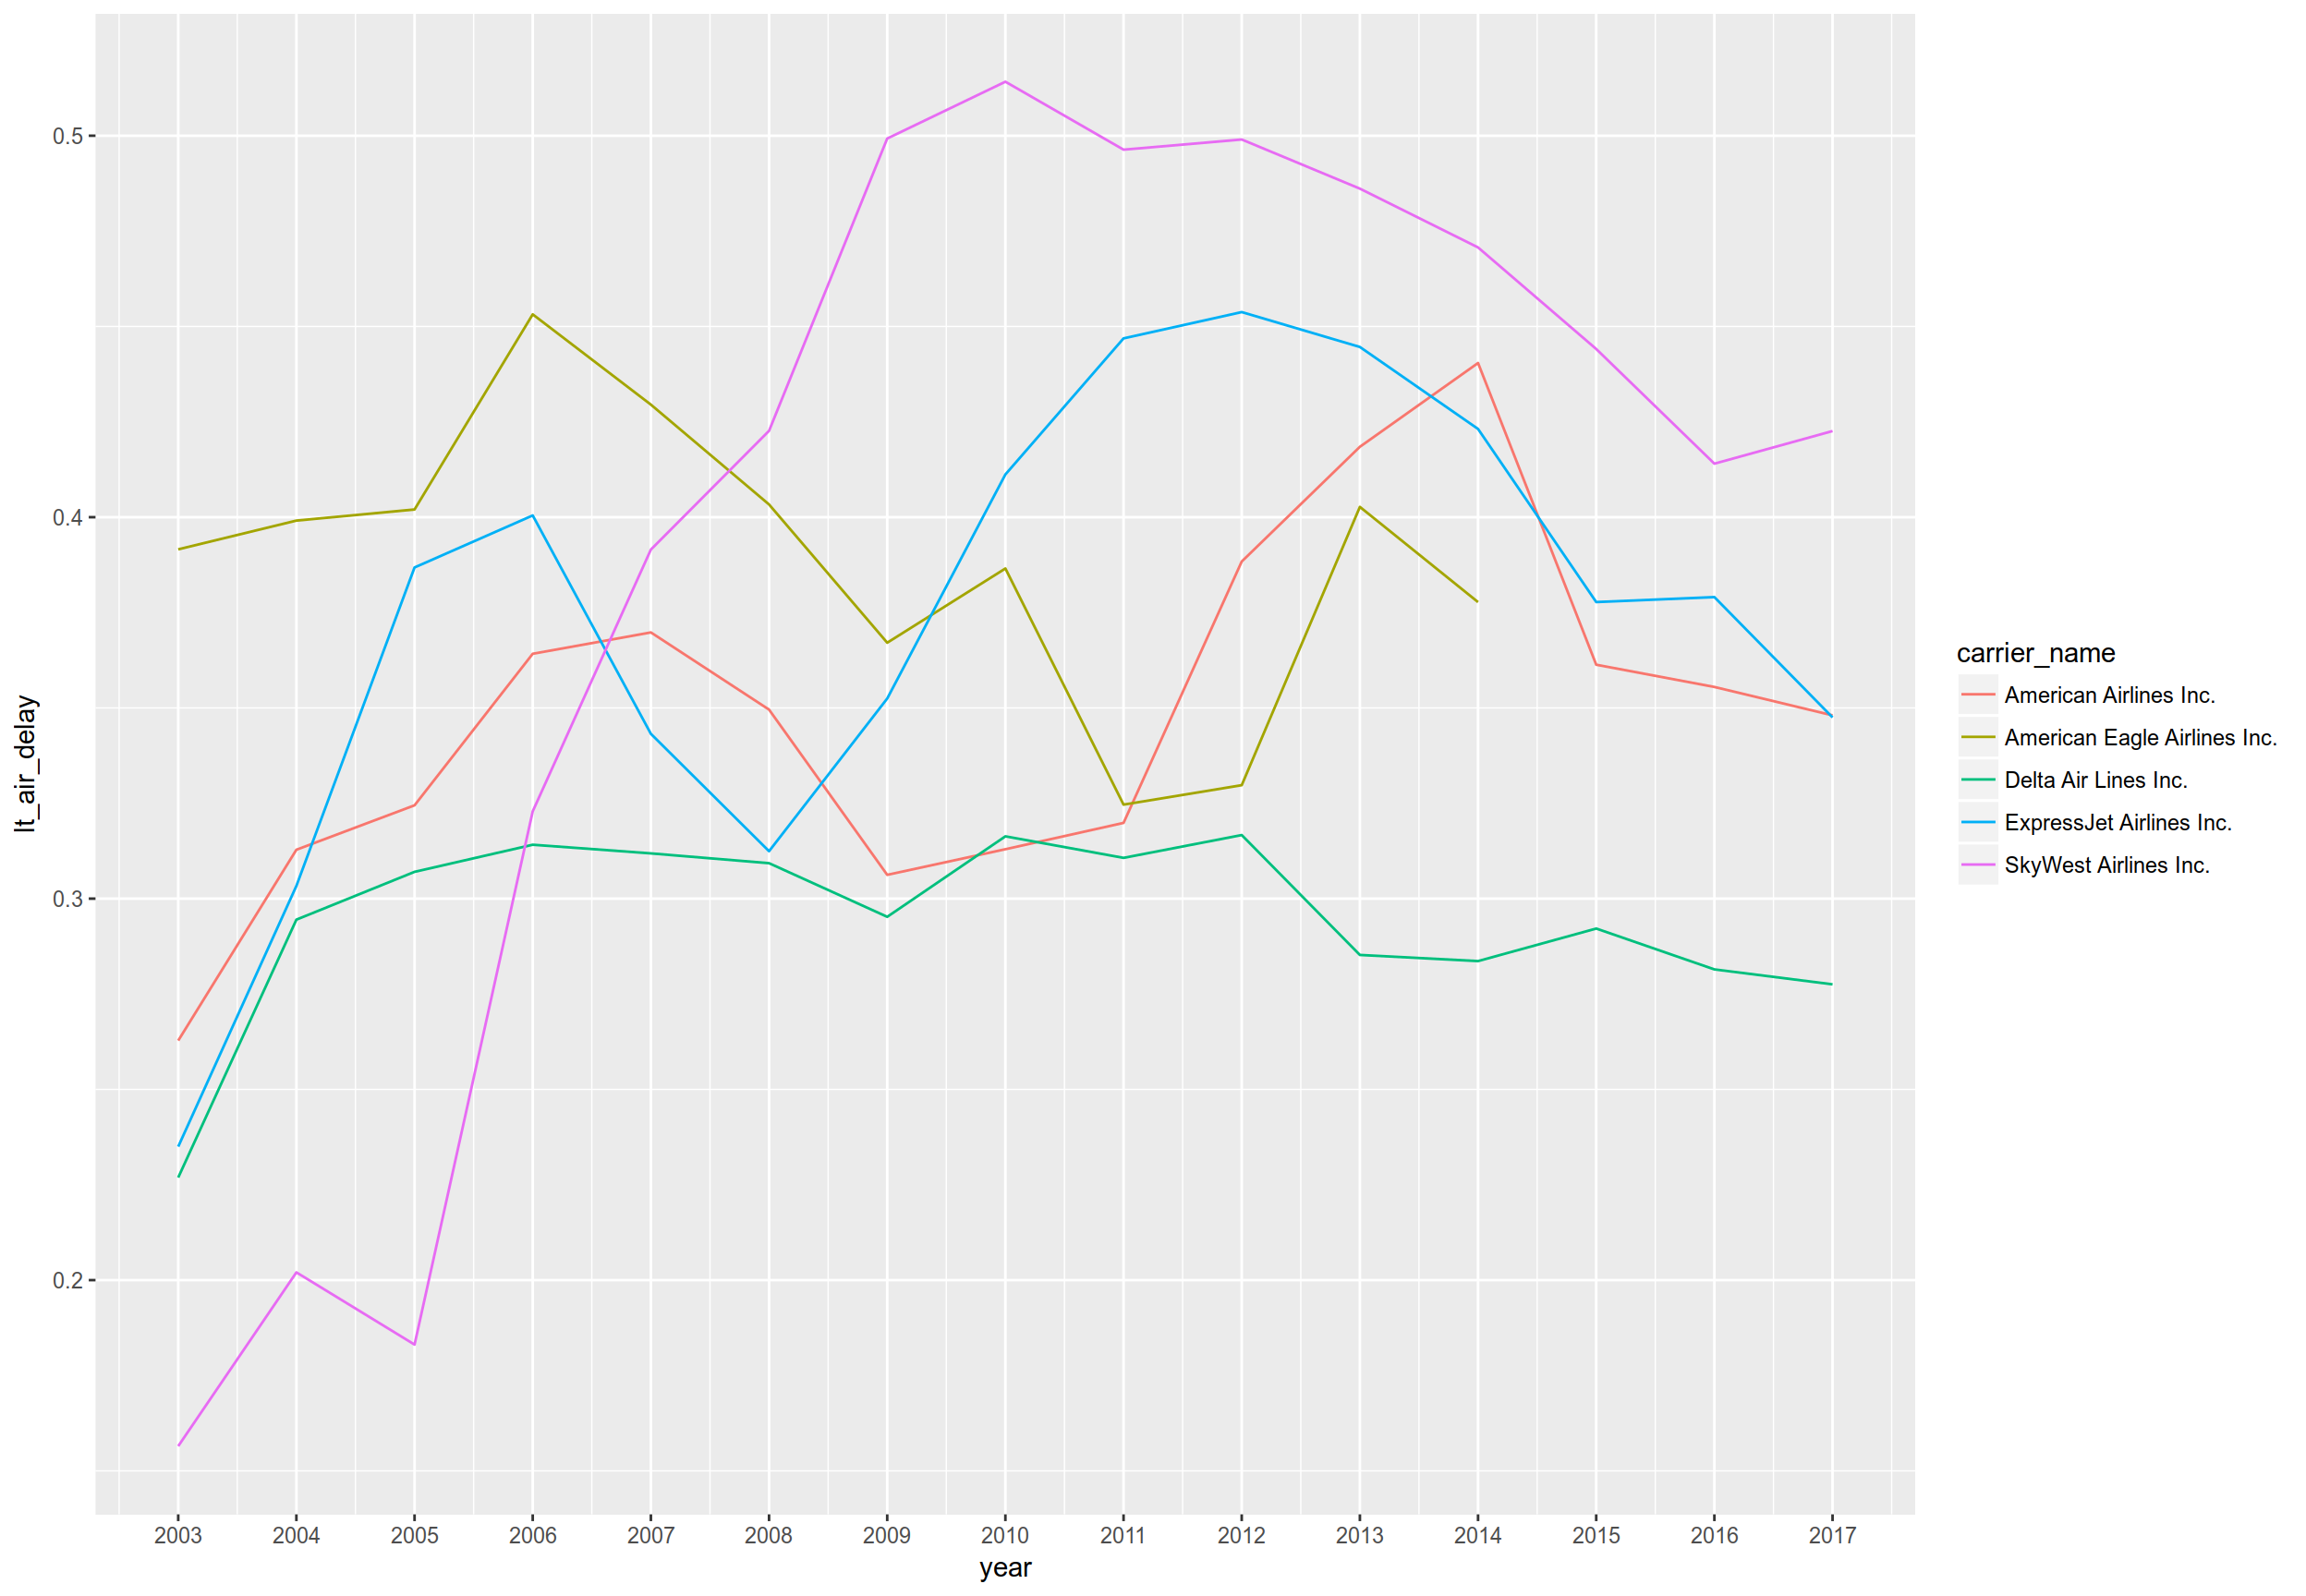 0.5
0.4
0.3
0.2
lt_air_delay
2003 2004 2005 2006 2007 2008 2009 2010 2011 2012 2013 2014 2015 2016 2017
year
carrier_name
American Airlines Inc.
American Eagle Airlines Inc.
Delta Air Lines Inc.
ExpressJet Airlines Inc.
SkyWest Airlines Inc.